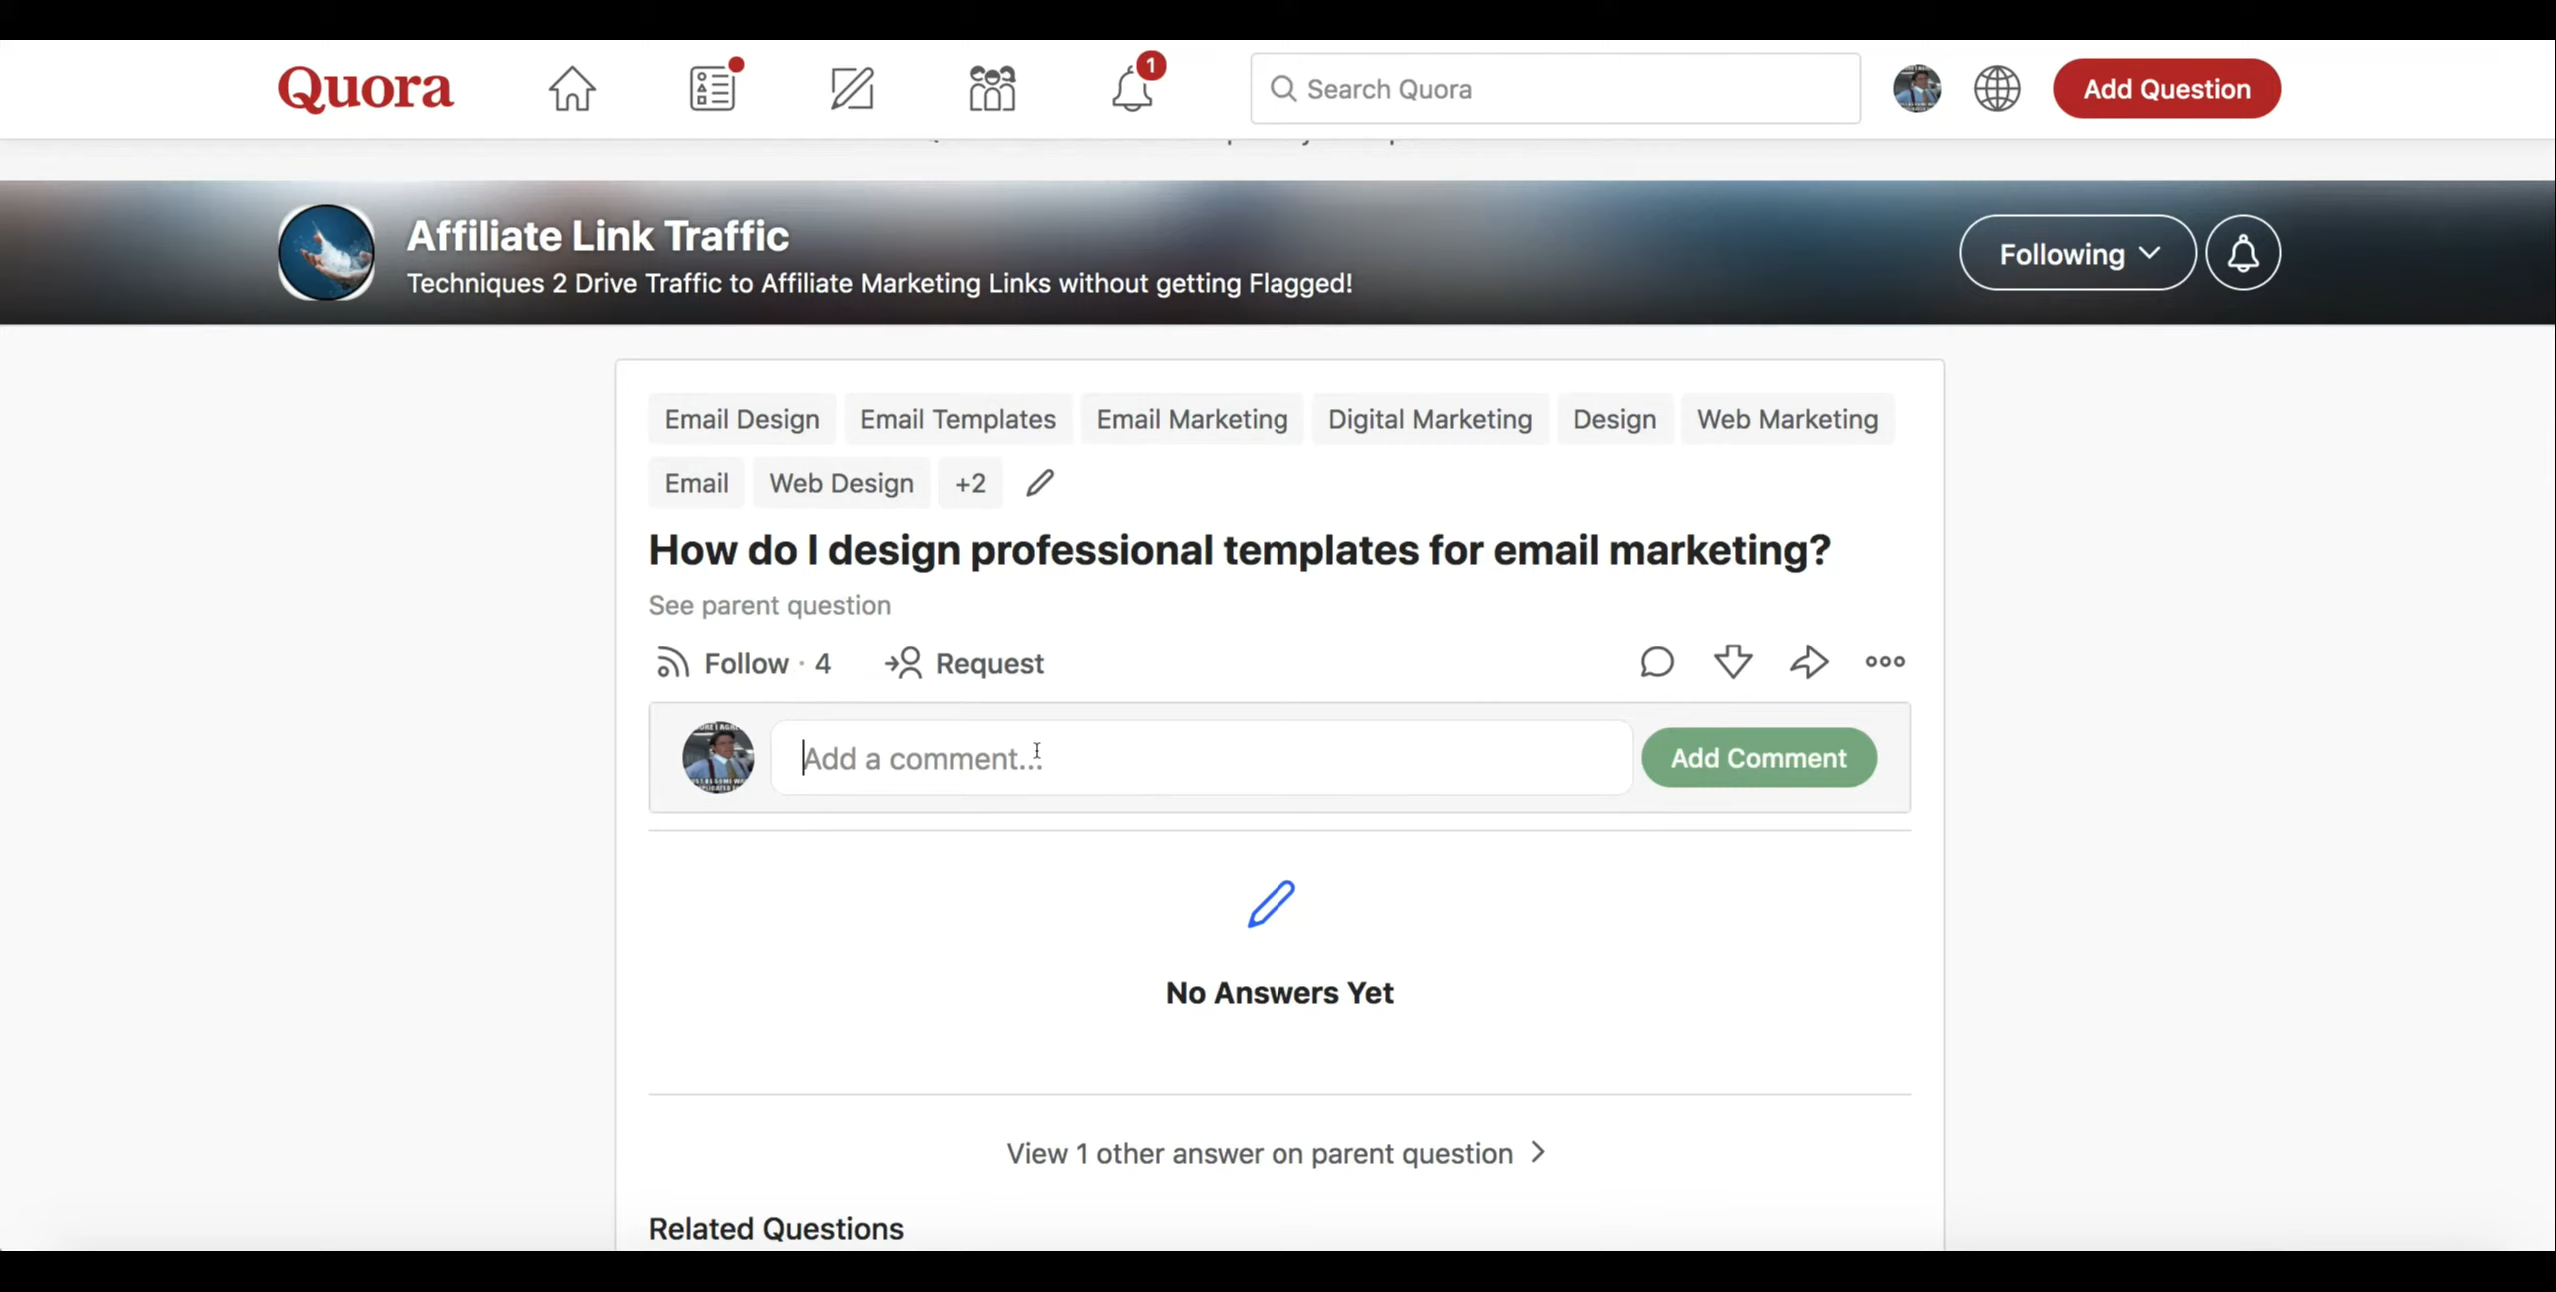 Quora
1
Search Quora
Add Question
Affiliate Link Traffic
Techniques 2 Drive Traffic to Affiliate Marketing Links without getting Flagged!
Following
Email Design Email Templates Email Marketing Digital Marketing Design Web Marketing
Email Web Design +2
How do I design professional templates for email marketing?
See parent question
Follow · 4 Request
Add a comment...
Add Comment
No Answers Yet
View 1 other answer on parent question
Related Questions